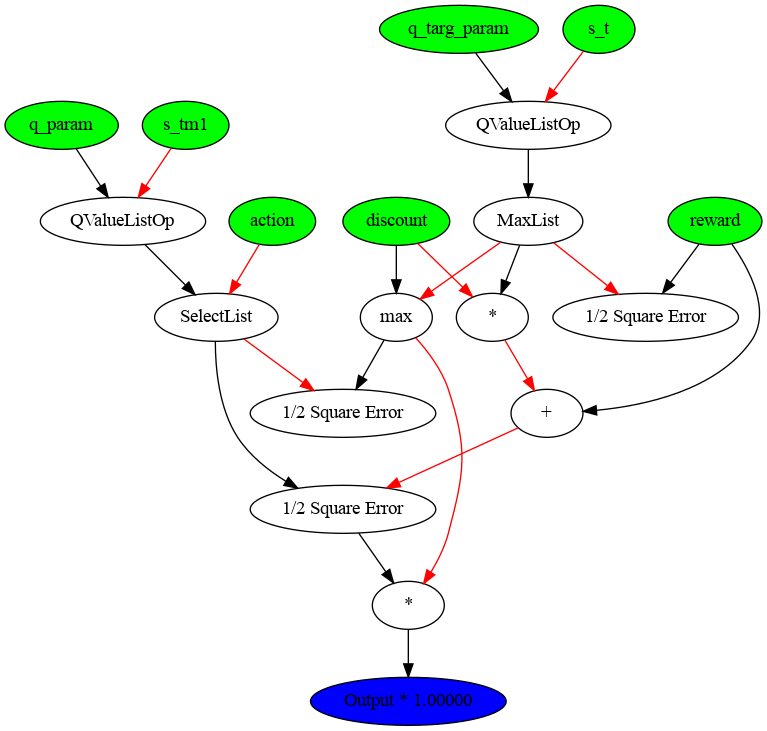 q_targ_param
s_t
q_param
s_tm1
QValueListOp
QValueListOp
action
discount
MaxList
reward
SelectList
max
*
1/2 Square Error
1/2 Square Error
+
1/2 Square Error
*
Output * 1.00000